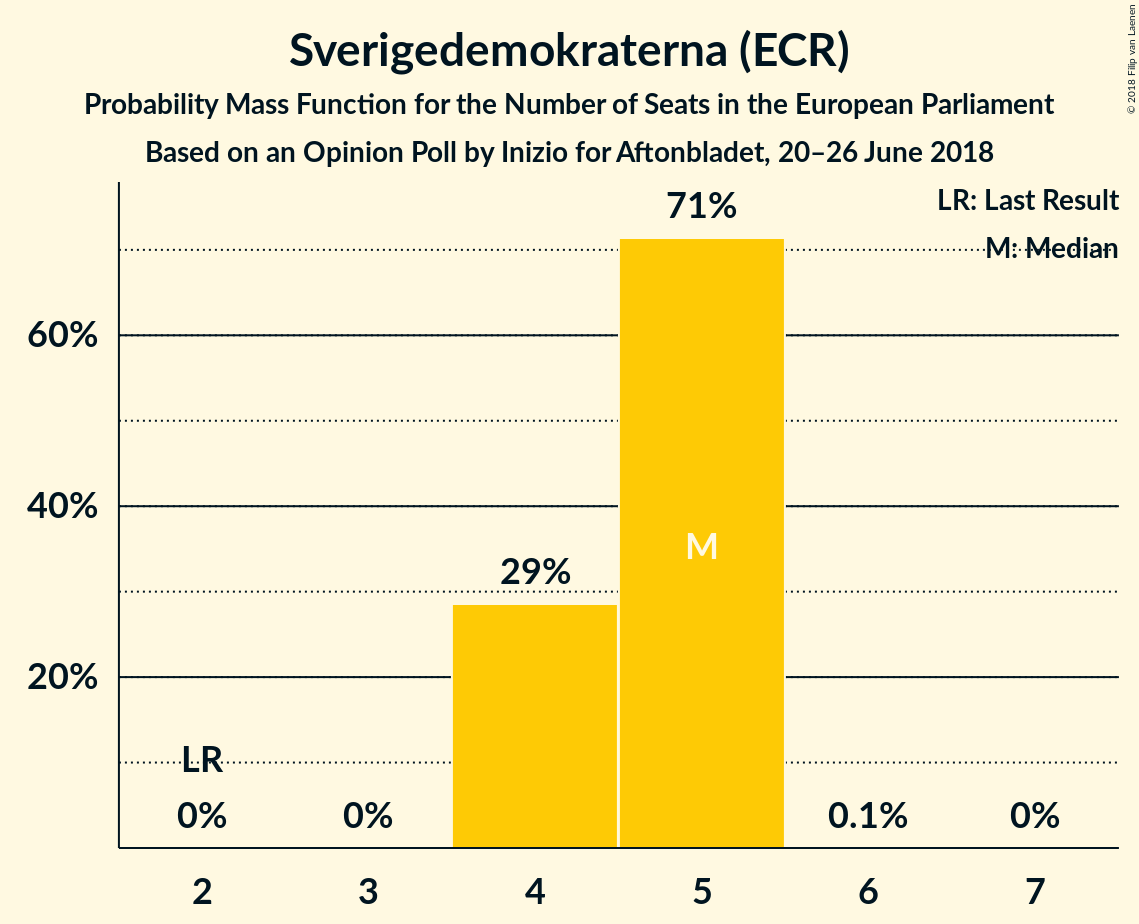 Sverigedemokraterna (ECR)
Probability Mass Function for the Number of Seats in the European Parliament
Based on an Opinion Poll by Inizio for Aftonbladet, 20–26 June 2018
© 2018 Filip van Laenen
LR: Last Result
M: Median
71%
60%
40%
M
29%
20%
LR
0%
0%
0.1%
0%
2
3
4
5
6
7